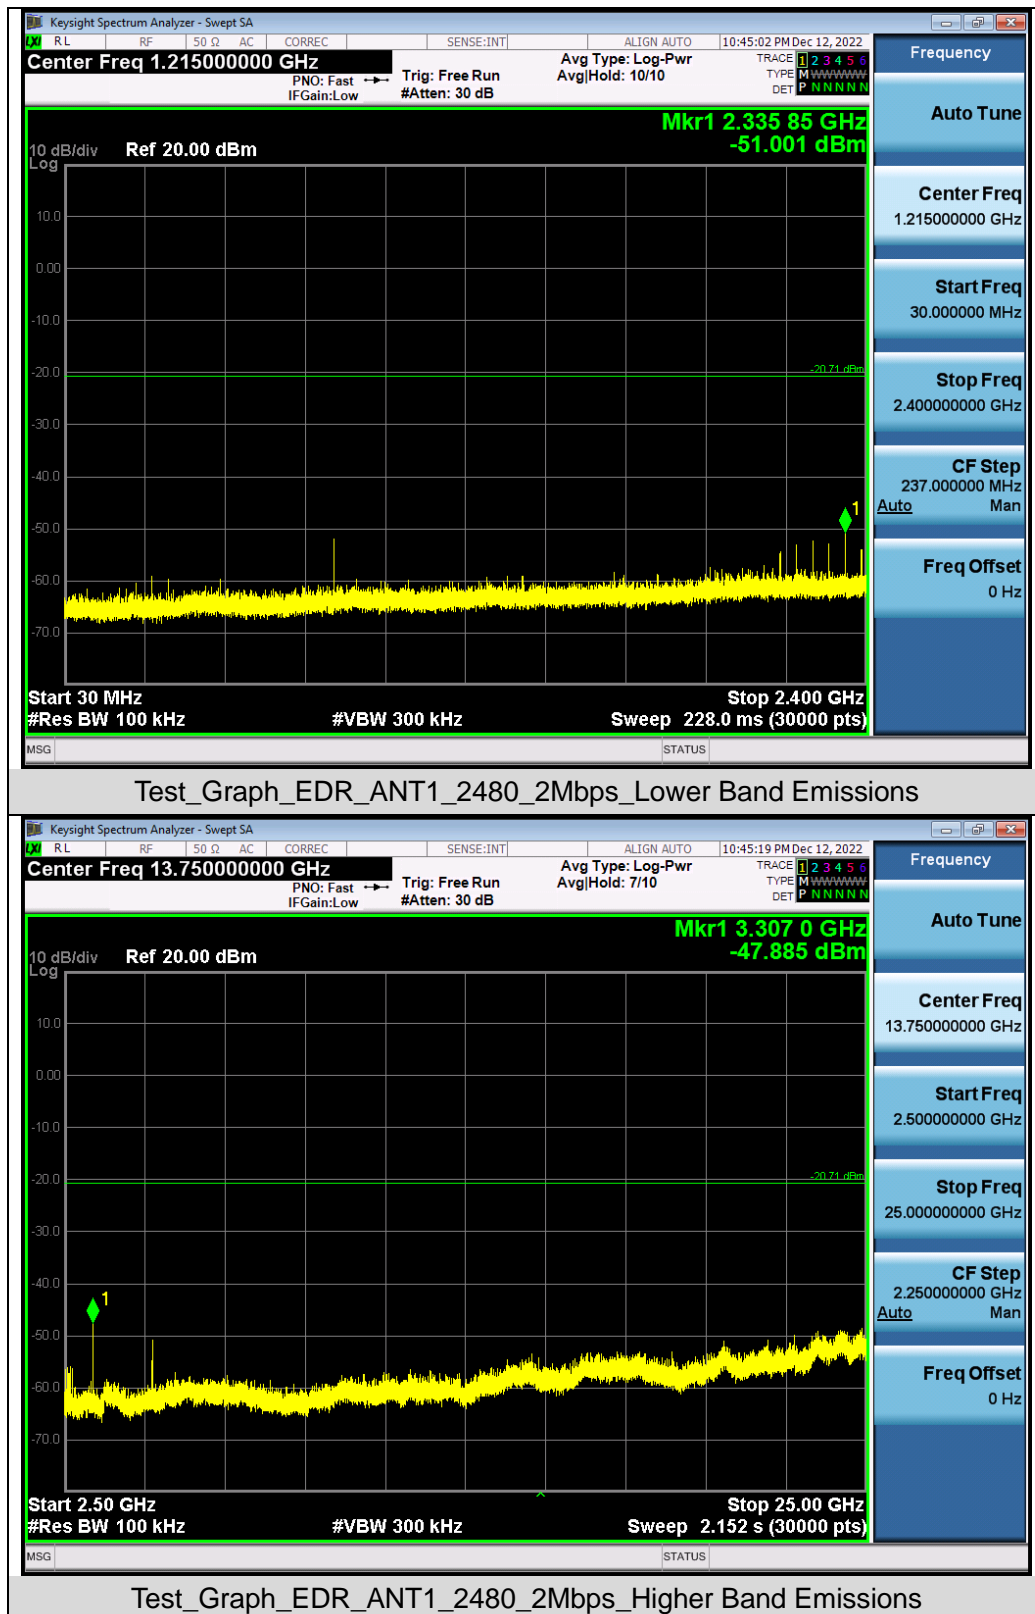 Keysight Spectrum Analyzer - Swept SA
LXI RL RF 50 Ω AC CORREC SENSE:INT ALIGN AUTO 10:45:02 PM Dec 12, 2022
Center Freq 1.215000000 GHz
PNO: Fast
IFGain:Low
Trig: Free Run
#Atten: 30 dB
Avg Type: Log-Pwr
Avg|Hold: 10/10
TRACE 1 2 3 4 5 6
TYPE M WWWWW
DET P N N N N N
Mkr1 2.335 85 GHz
-51.001 dBm
10 dB/div Ref 20.00 dBm
Log
10.0
0.00
-10.0
-20.0
-20.71 dBm
-30.0
-40.0
1
-50.0
-60.0
-70.0
Start 30 MHz Stop 2.400 GHz
#Res BW 100 kHz #VBW 300 kHz Sweep 228.0 ms (30000 pts)
MSG STATUS
Frequency
Auto Tune
Center Freq
1.215000000 GHz
Start Freq
30.000000 MHz
Stop Freq
2.400000000 GHz
CF Step
237.000000 MHz
Auto Man
Freq Offset
0 Hz
Test_Graph_EDR_ANT1_2480_2Mbps_Lower Band Emissions
Keysight Spectrum Analyzer - Swept SA
LXI RL RF 50 Ω AC CORREC SENSE:INT ALIGN AUTO 10:45:19 PM Dec 12, 2022
Center Freq 13.750000000 GHz
PNO: Fast
IFGain:Low
Trig: Free Run
#Atten: 30 dB
Avg Type: Log-Pwr
Avg|Hold: 7/10
TRACE 1 2 3 4 5 6
TYPE M WWWWW
DET P N N N N N
Mkr1 3.307 0 GHz
-47.885 dBm
10 dB/div Ref 20.00 dBm
Log
10.0
0.00
-10.0
-20.0
-20.71 dBm
-30.0
-40.0
1
-50.0
-60.0
-70.0
Start 2.50 GHz Stop 25.00 GHz
#Res BW 100 kHz #VBW 300 kHz Sweep 2.152 s (30000 pts)
MSG STATUS
Frequency
Auto Tune
Center Freq
13.750000000 GHz
Start Freq
2.500000000 GHz
Stop Freq
25.000000000 GHz
CF Step
2.250000000 GHz
Auto Man
Freq Offset
0 Hz
Test_Graph_EDR_ANT1_2480_2Mbps_Higher Band Emissions